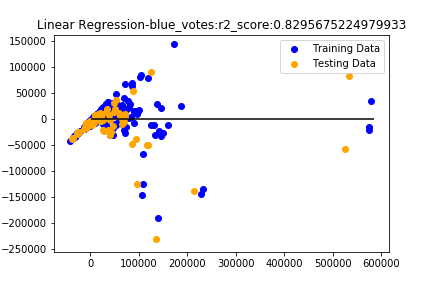 Linear Regression-blue_votes:r2_score:0.8295675224979933
150000
100000
50000
0
−50000
−100000
−150000
−200000
−250000
Training Data
Testing Data
0 100000 200000 300000 400000 500000 600000